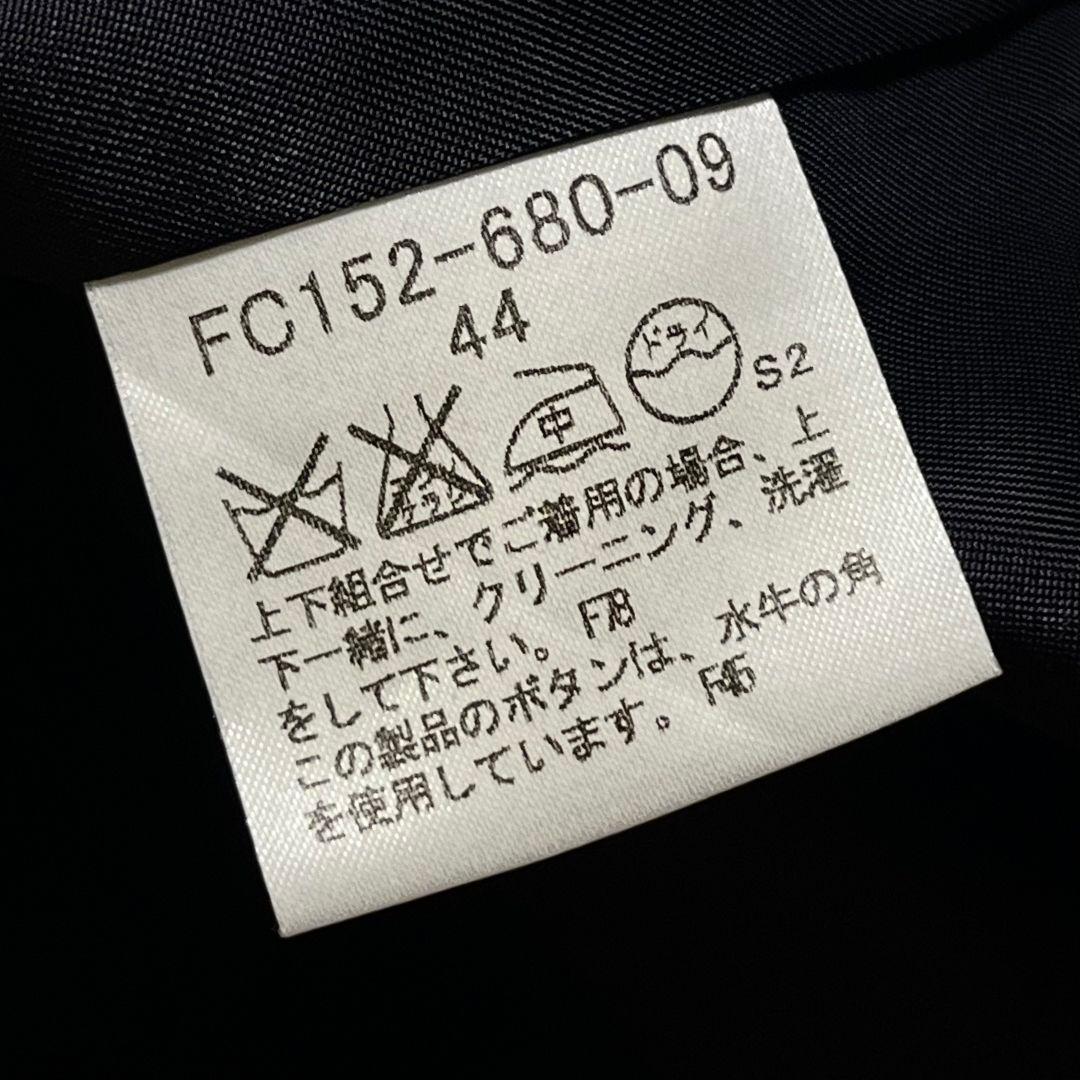 FC152-680-09
44
ドライ S2
中
上下組合せでご着用の場合、上
下一緒に、クリーニング、洗濯
をして下さい。
この製品のボタンは、水牛の角
を使用しています。 F45